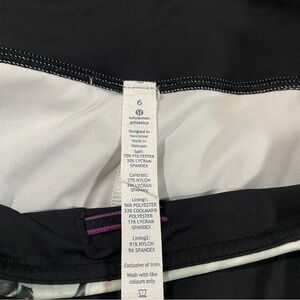 6
lululemon
athletica
Designed in
Vancouver
Made in
Vietnam
Self:
70% POLYESTER
30% LYCRA®
SPANDEX
Contrast:
77% NYLON
23% LYCRA®
SPANDEX
Lining1:
56% POLYESTER
33% COOLMAX®
POLYESTER
11% LYCRA®
SPANDEX
Lining2:
91% NYLON
9% SPANDEX
Exclusive of trim
Wash with like
colours only